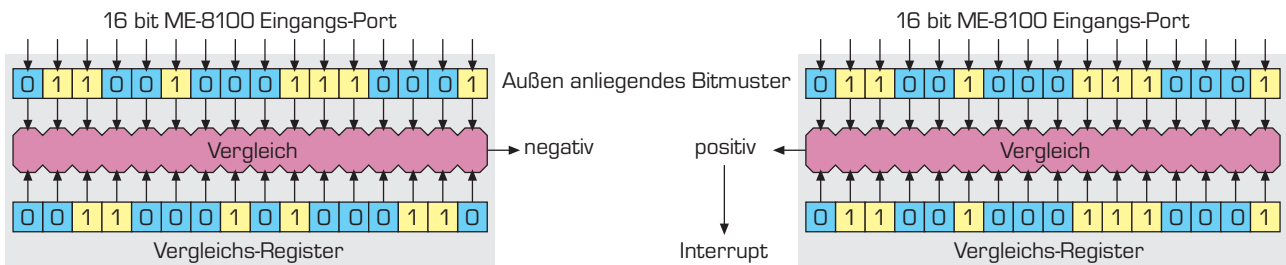 16 bit ME-8100 Eingangs-Port
0 1 1 0 0 1 0 0 0 1 1 1 0 0 0 1
Vergleich
negativ
0 0 1 1 0 0 0 1 0 1 0 0 0 1 1 0
Vergleichs-Register
Außen anliegendes Bitmuster
16 bit ME-8100 Eingangs-Port
0 1 1 0 0 1 0 0 0 1 1 1 0 0 0 1
positiv
Vergleich
Interrupt
0 1 1 0 0 1 0 0 0 1 1 1 0 0 0 1
Vergleichs-Register